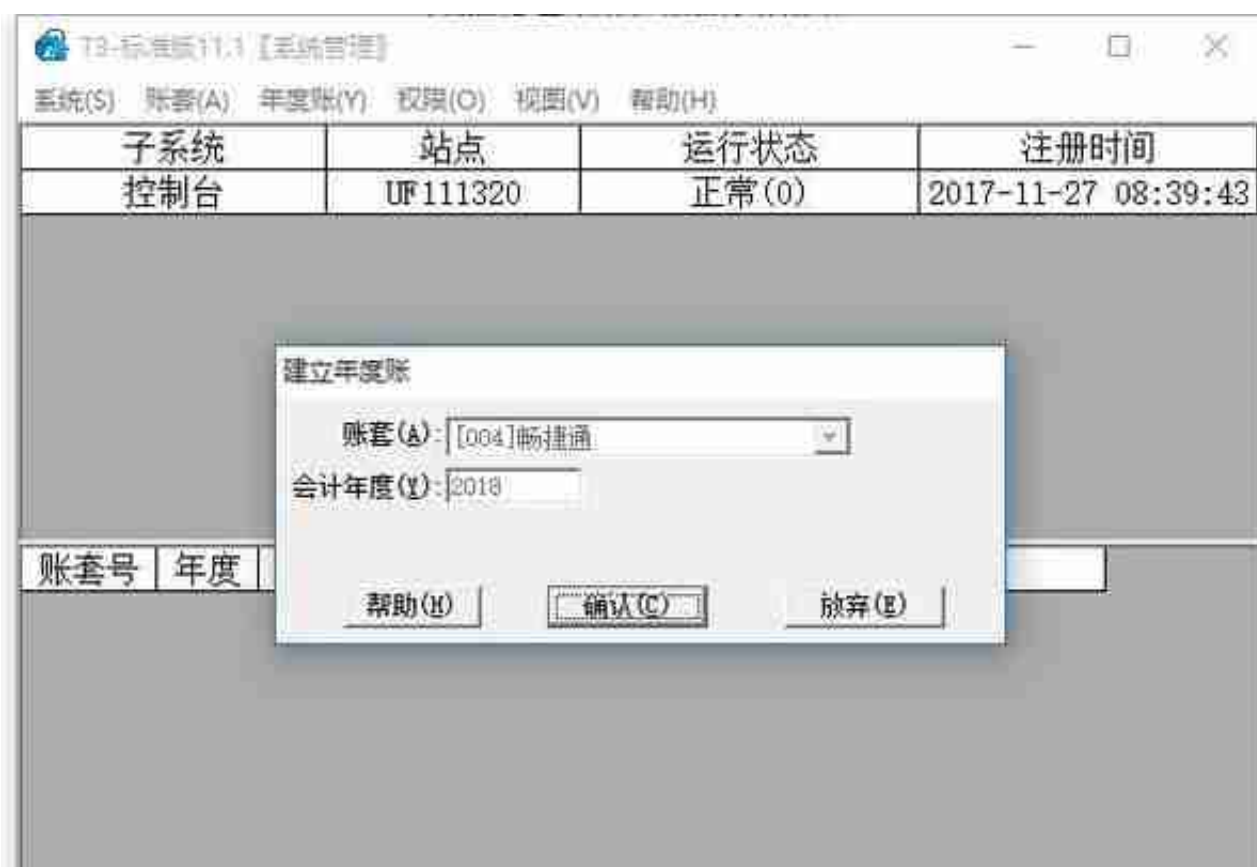 T3-标准版11.1【系统管理】
系统(S) 账套(A) 年度账(Y) 权限(O) 视图(V) 帮助(H)
子系统 站点 运行状态 注册时间
控制台 UF111320 正常(0) 2017-11-27 08:39:43
建立年度账
账套(A): [004]畅捷通
会计年度(Y): 2018
账套号 年度
帮助(H) 确认(C) 放弃(E)